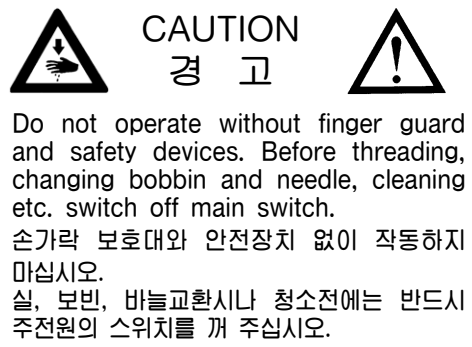 CAUTION
경 고
Do not operate without finger guard
and safety devices. Before threading,
changing bobbin and needle, cleaning
etc. switch off main switch.
손가락 보호대와 안전장치 없이 작동하지
마십시오.
실, 보빈, 바늘교환시나 청소전에는 반드시
주전원의 스위치를 꺼 주십시오.